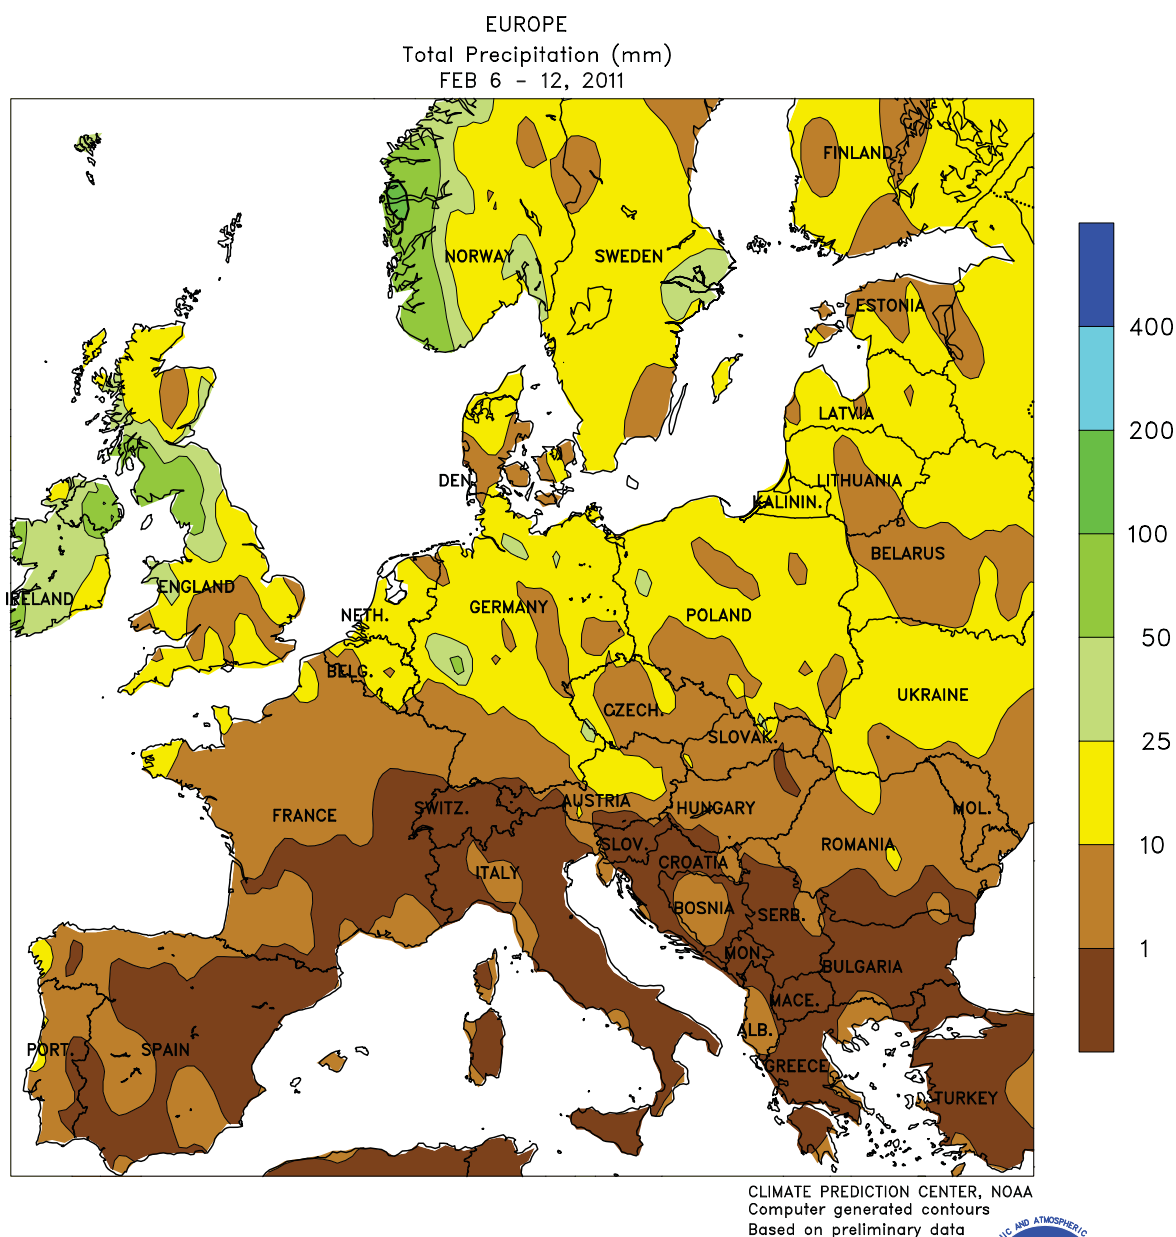 EUROPE
Total Precipitation (mm)
FEB 6 - 12, 2011
FINLAND
NORWAY
SWEDEN
ESTONIA
400
LATVIA
200
DEN.
LITHUANIA
KALININ.
100
BELARUS
IRELAND
ENGLAND
NETH.
GERMANY
POLAND
50
BELG.
UKRAINE
CZECH.
SLOVAK.
25
FRANCE
SWITZ.
AUSTRIA
HUNGARY
MOL.
SLOV.
ROMANIA
10
ITALY
CROATIA
BOSNIA
SERB.
MON.
BULGARIA
1
MACE.
PORT.
SPAIN
ALB.
GREECE
TURKEY
CLIMATE PREDICTION CENTER, NOAA
Computer generated contours
Based on preliminary data
AND ATMOSPHERIC